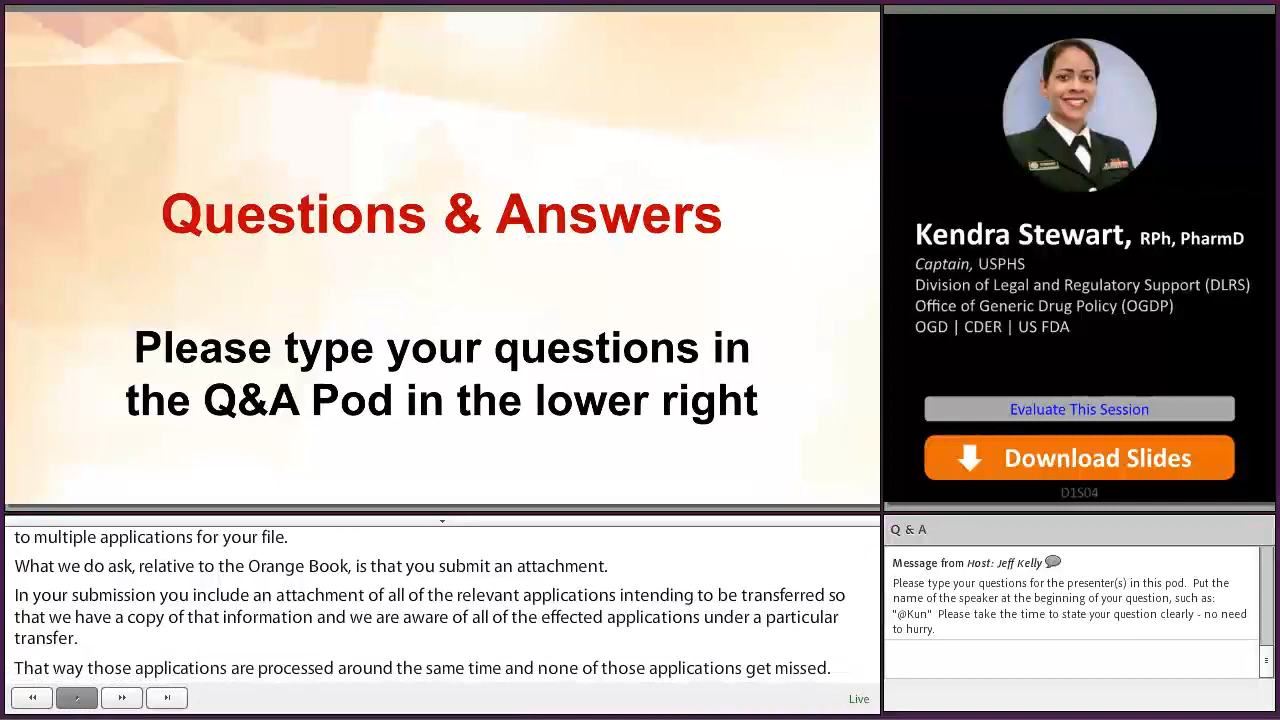 Questions & Answers
Please type your questions in
the Q&A Pod in the lower right
Kendra Stewart, RPh, PharmD
Captain, USPHS
Division of Legal and Regulatory Support (DLRS)
Office of Generic Drug Policy (OGDP)
OGD | CDER | US FDA
Evaluate This Session
Download Slides
D1S04
to multiple applications for your file.
What we do ask, relative to the Orange Book, is that you submit an attachment.
In your submission you include an attachment of all of the relevant applications intending to be transferred so
that we have a copy of that information and we are aware of all of the effected applications under a particular
transfer.
That way those applications are processed around the same time and none of those applications get missed.
Live
Q & A
Message from Host: Jeff Kelly
Please type your questions for the presenter(s) in this pod. Put the
name of the speaker at the beginning of your question, such as:
"@Kun" Please take the time to state your question clearly - no need
to hurry.